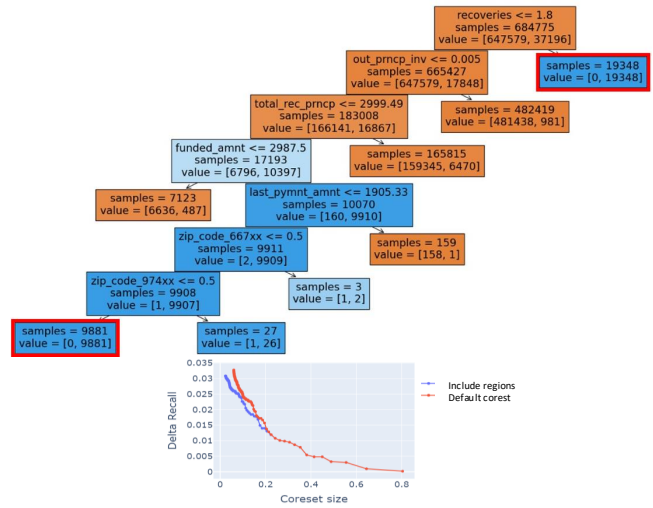 recoveries <= 1.8
samples = 684775
value = [647579, 37196]
out_prncp_inv <= 0.005
samples = 665427
value = [647579, 17848]
samples = 19348
value = [0, 19348]
total_rec_prncp <= 2999.49
samples = 183008
value = [166141, 16867]
samples = 482419
value = [481438, 981]
funded_amnt <= 2987.5
samples = 17193
value = [6796, 10397]
samples = 165815
value = [159345, 6470]
samples = 7123
value = [6636, 487]
last_pymnt_amnt <= 1905.33
samples = 10070
value = [160, 9910]
zip_code_667xx <= 0.5
samples = 9911
value = [2, 9909]
samples = 159
value = [158, 1]
zip_code_974xx <= 0.5
samples = 9908
value = [1, 9907]
samples = 3
value = [1, 2]
samples = 9881
value = [0, 9881]
samples = 27
value = [1, 26]
0.035
0.03
0.025
0.02
0.015
0.01
0.005
0
Delta Recall
0
0.2
0.4
0.6
0.8
Coreset size
Include regions
Default corest